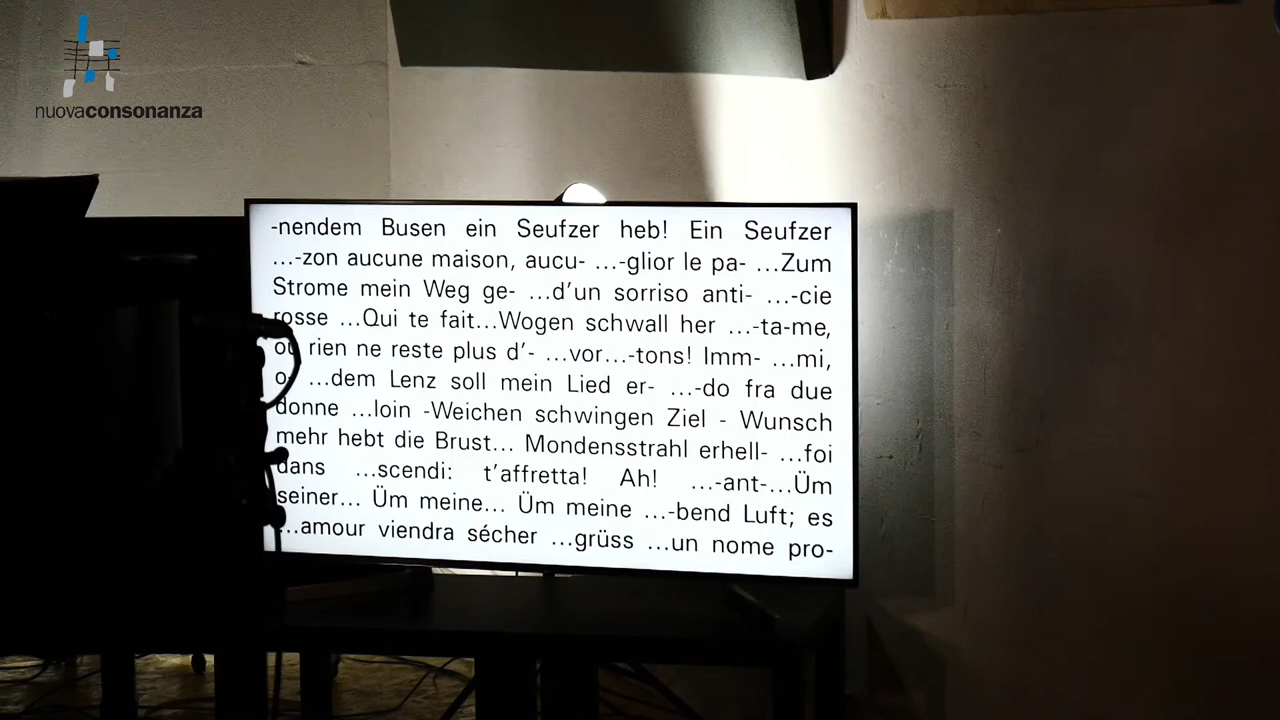 nuovaconsonanza
-nendem Busen ein Seufzer heb! Ein Seufzer
...-zon aucune maison, aucu- ...-glior le pa- ...Zum
Strome mein Weg ge- ...d'un sorriso anti- ...-cie
rosse ...Qui te fait...Wogen schwall her ...-ta-me,
où rien ne reste plus d'- ...vor...-tons! Imm- ...mi,
...dem Lenz soll mein Lied er- ...-do fra due
donne ...loin -Weichen schwingen Ziel - Wunsch
mehr hebt die Brust... Mondensstrahl erhell- ...foi
dans ...scendi: t'affretta! Ah! ...-ant-...Üm
seiner... Üm meine... Üm meine ...-bend Luft; es
...amour viendra sécher ...grüss ...un nome pro-